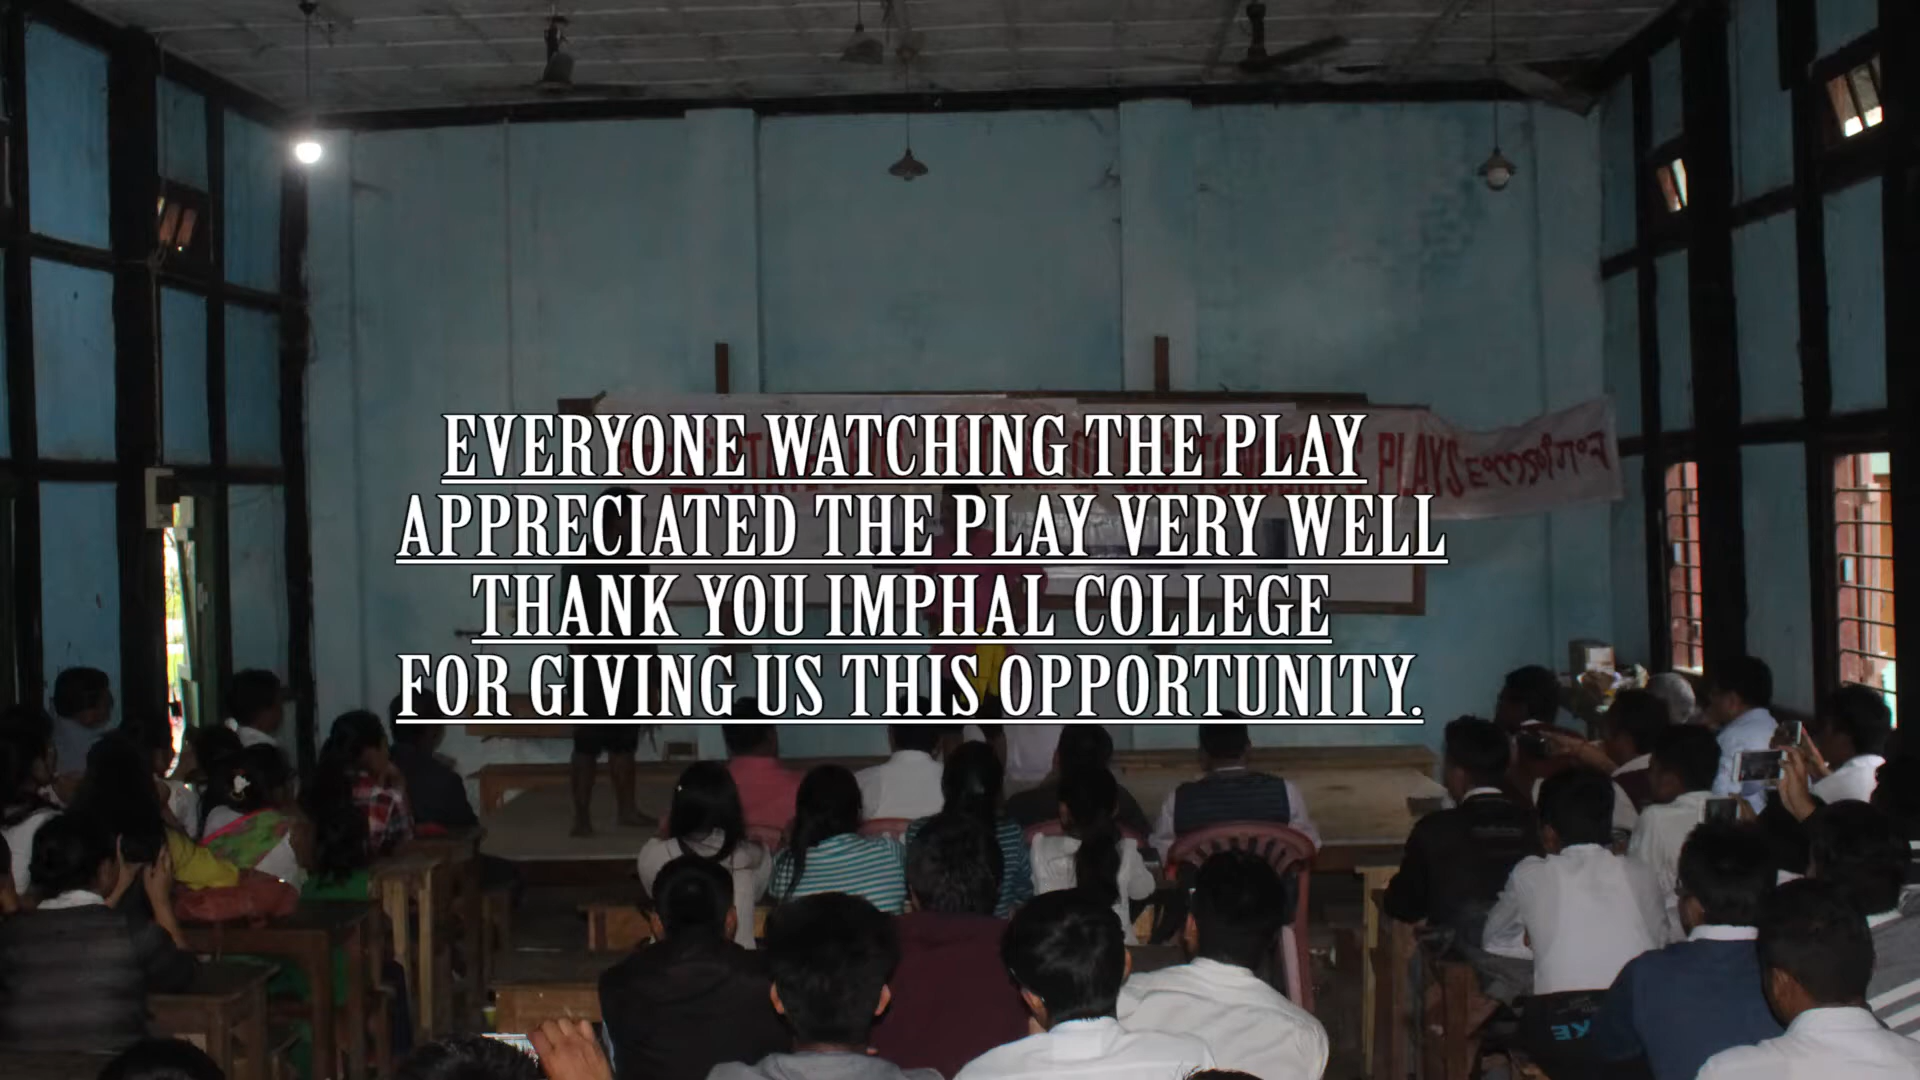 EVERYONE WATCHING THE PLAY
APPRECIATED THE PLAY VERY WELL
THANK YOU IMPHAL COLLEGE
FOR GIVING US THIS OPPORTUNITY.
PLAYS